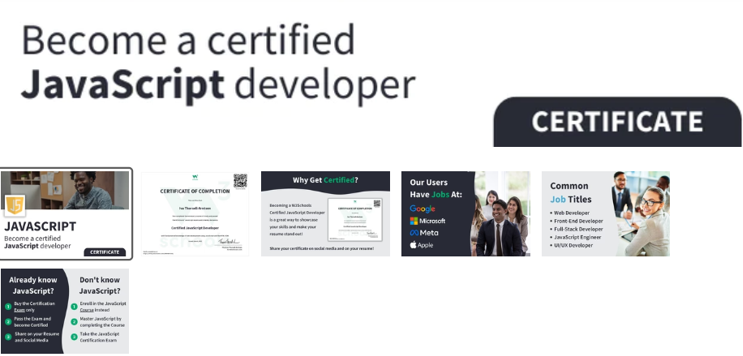 Become a certified
JavaScript developer
CERTIFICATE
JS
JAVASCRIPT
Become a certified
JavaScript developer
CERTIFICATE
CERTIFICATE OF COMPLETION
Certified JavaScript Developer
Why Get Certified?
Becoming a W3Schools
Certified JavaScript Developer
is a great way to showcase
your skills and make your
resume standout!
Share your certificate on social media and on your resume!
Our Users
Have Jobs At:
Google
Microsoft
Meta
Apple
Common
Job Titles
• Web Developer
• Front-End Developer
• Full-Stack Developer
• JavaScript Engineer
• UI/UX Developer
Already know
JavaScript?
1 Buy the Certification
Exam only
2 Pass the Exam and
become Certified
3 Share on your Resume
and Social Media
Don't know
JavaScript?
1 Enroll in the JavaScript
Course instead
2 Master JavaScript by
completing the Course
3 Take the JavaScript
Certification Exam